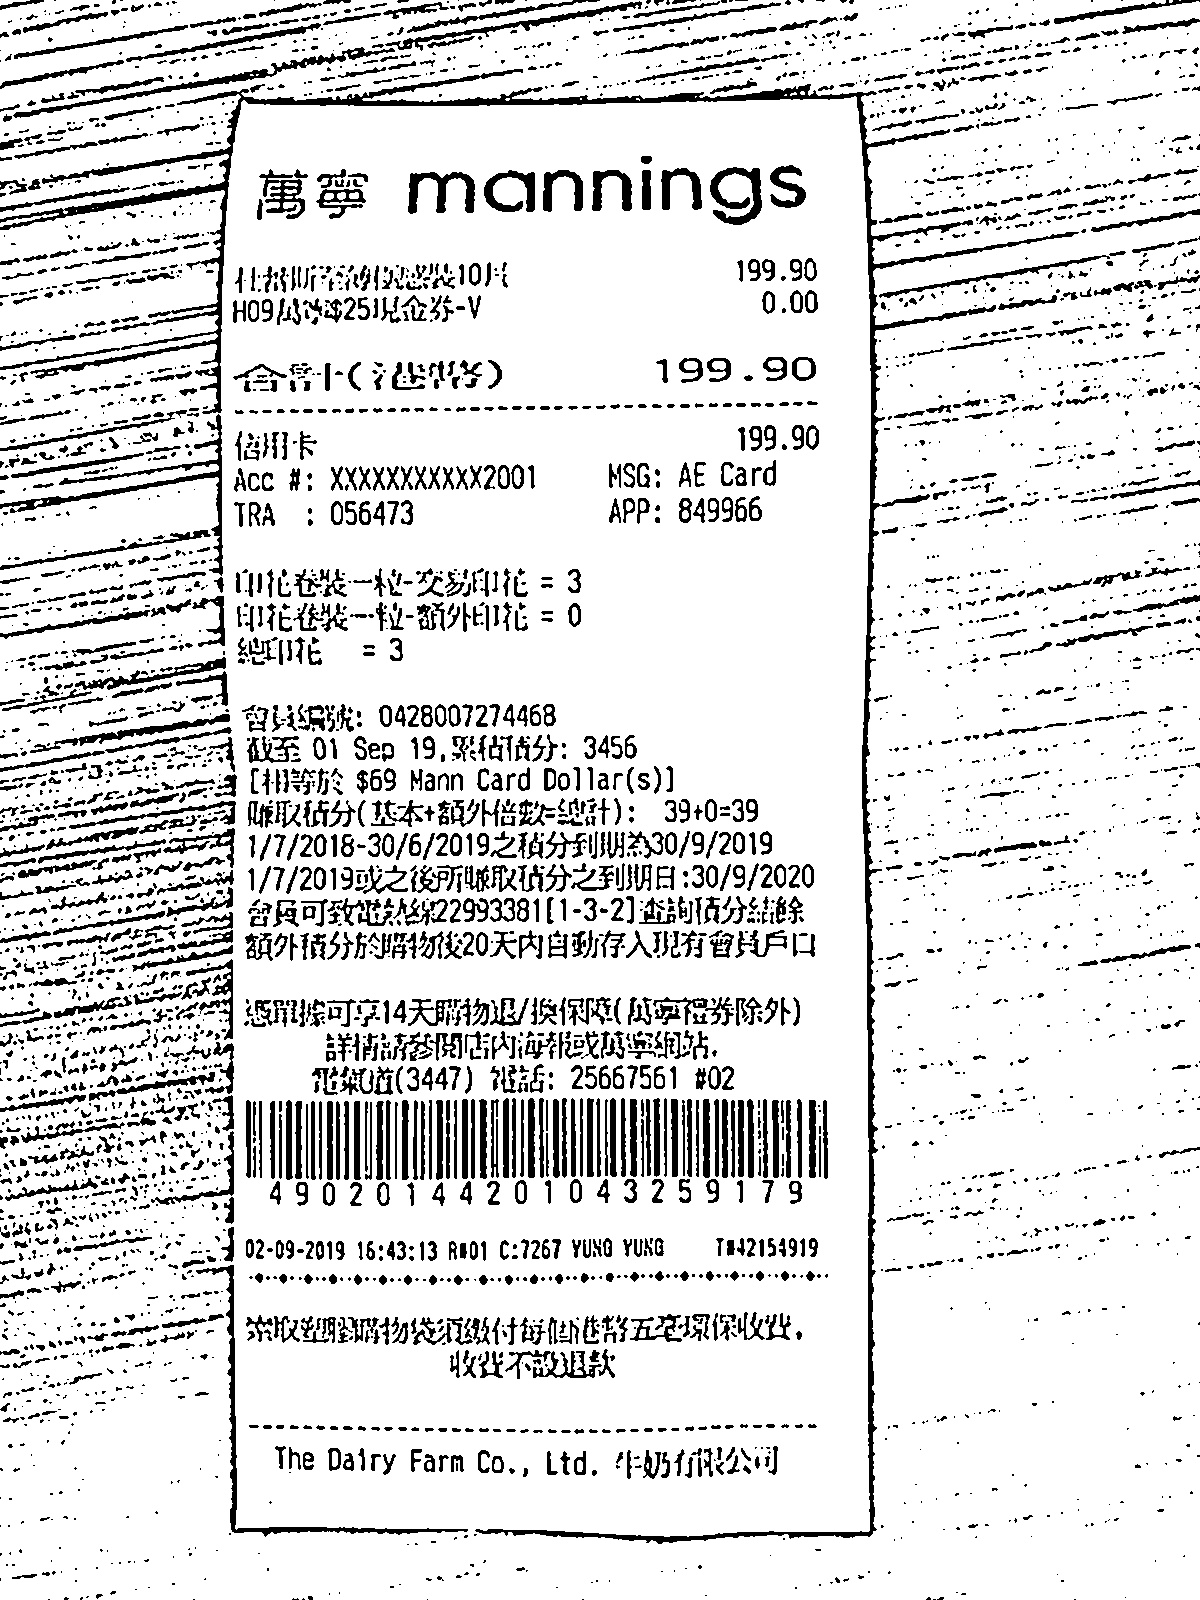 萬寧 mannings
杜蕾斯至薄倍潤裝10片 199.90
H09萬寧$25現金券-V 0.00
合計(港幣) 199.90
信用卡 199.90
Acc #: XXXXXXXXXXX2001 MSG: AE Card
TRA : 056473 APP: 849966
印花卷裝一粒-交易印花 = 3
印花卷裝一粒-額外印花 = 0
總印花 = 3
會員編號: 0428007274468
截至 01 Sep 19,累積積分: 3456
[相等於 $69 Mann Card Dollar(s)]
賺取積分(基本+額外倍數=總計): 39+0=39
1/7/2018-30/6/2019之積分到期為30/9/2019
1/7/2019或之後所賺取積分之到期日:30/9/2020
會員可致電熱線22993381[1-3-2]查詢積分結餘
額外積分於購物後20天內自動存入現有會員戶口
憑單據可享14天購物退/換保障(萬寧禮券除外)
詳情請參閱店內海報或萬寧網站.
電氣道(3447) 電話: 25667561 #02
4902014420104325​9179
02-09-2019 16:43:13 R#01 C:7267 YUNG YUNG T#42154919
索取塑膠購物袋須繳付每個港幣五毫環保收費.
收費不設退款
The Dairy Farm Co., Ltd. 牛奶有限公司